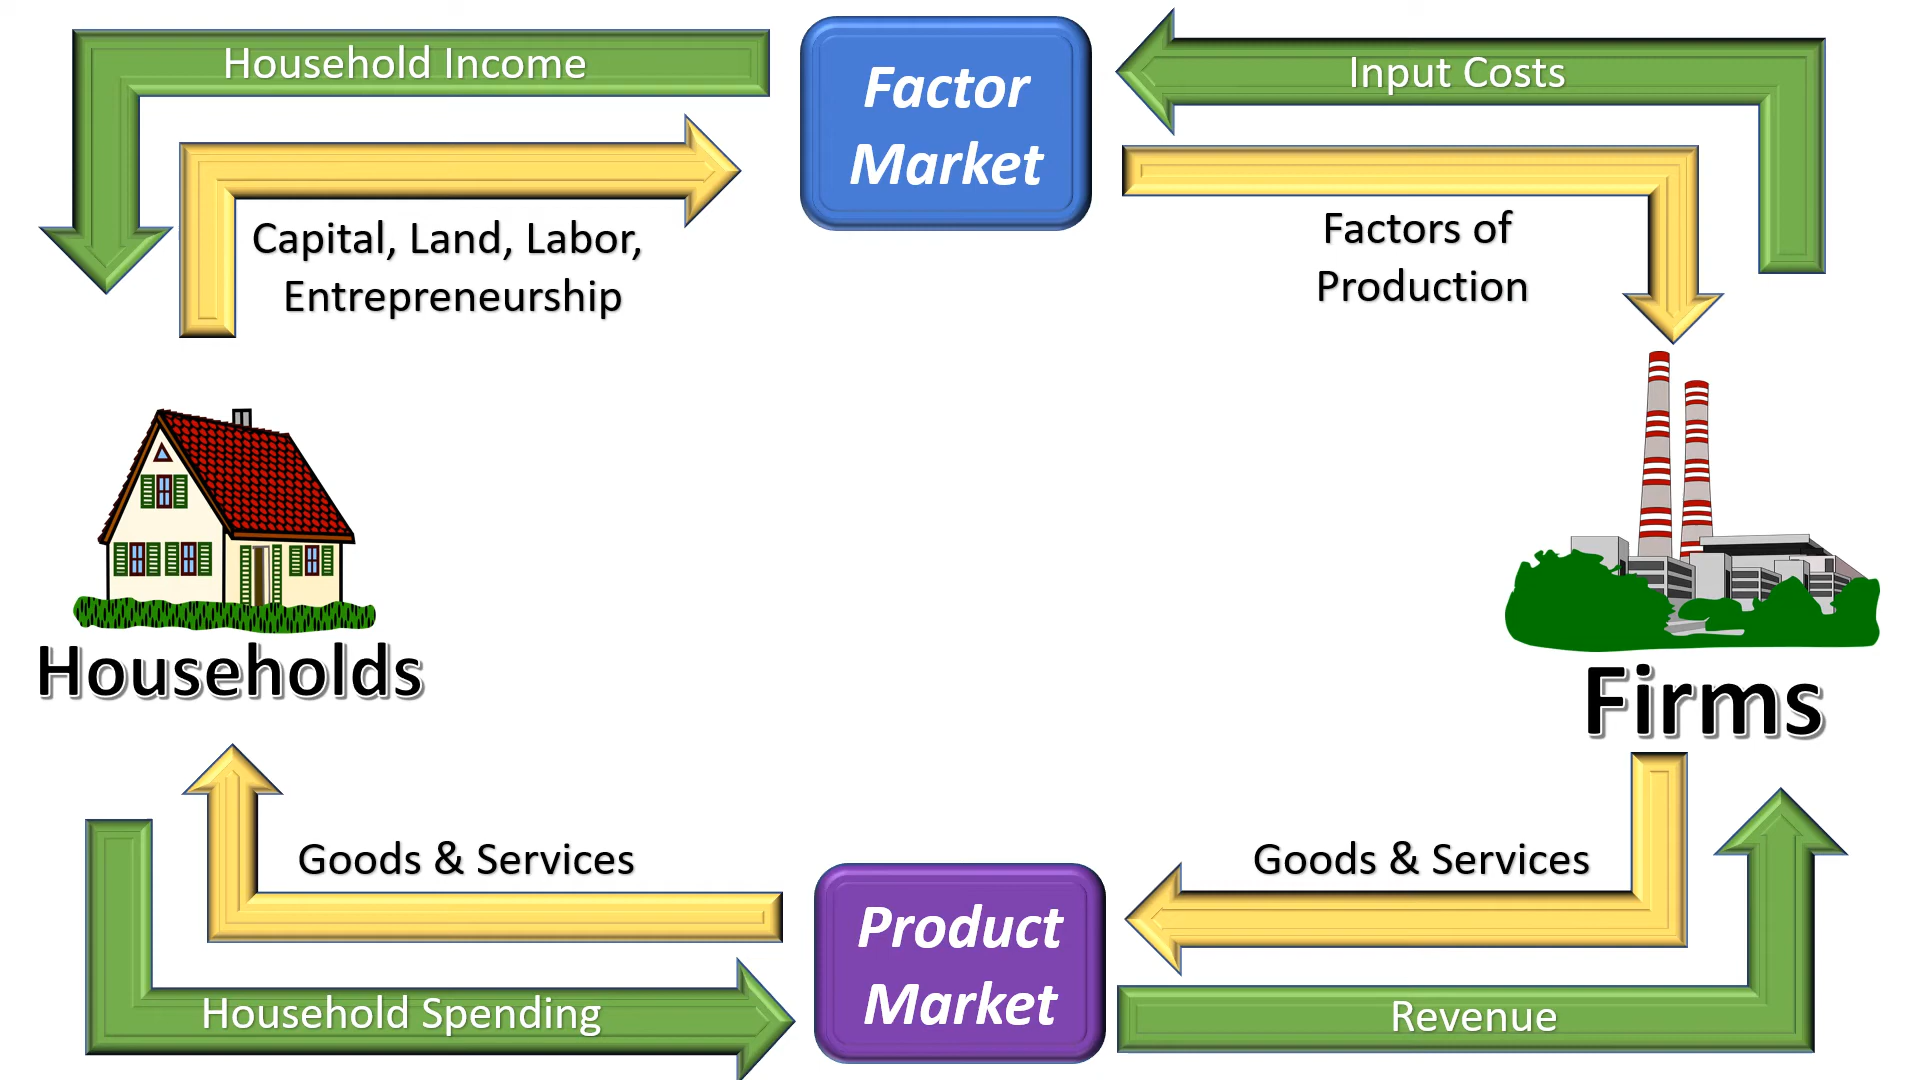 Household Income
Factor
Market
Input Costs
Capital, Land, Labor,
Entrepreneurship
Factors of
Production
Households
Firms
Goods & Services
Goods & Services
Product
Market
Household Spending
Revenue